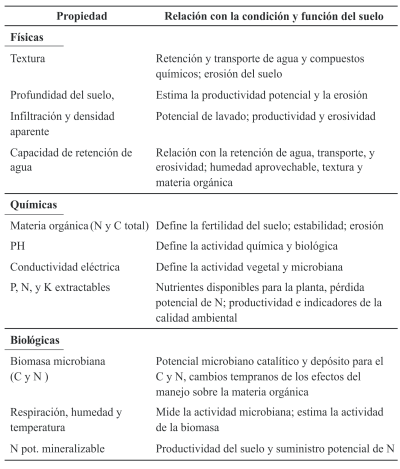 Propiedad Relación con la condición y función del suelo
Físicas
Textura Retención y transporte de agua y compuestos
químicos; erosión del suelo
Profundidad del suelo, Estima la productividad potencial y la erosión
Infiltración y densidad Potencial de lavado; productividad y erosividad
aparente
Capacidad de retención de Relación con la retención de agua, transporte, y
agua erosividad; humedad aprovechable, textura y
materia orgánica
Químicas
Materia orgánica (N y C total) Define la fertilidad del suelo; estabilidad; erosión
PH Define la actividad química y biológica
Conductividad eléctrica Define la actividad vegetal y microbiana
P, N, y K extractables Nutrientes disponibles para la planta, pérdida
potencial de N; productividad e indicadores de la
calidad ambiental
Biológicas
Biomasa microbiana Potencial microbiano catalítico y depósito para el
(C y N ) C y N, cambios tempranos de los efectos del
manejo sobre la materia orgánica
Respiración, humedad y Mide la actividad microbiana; estima la actividad
temperatura de la biomasa
N pot. mineralizable Productividad del suelo y suministro potencial de N